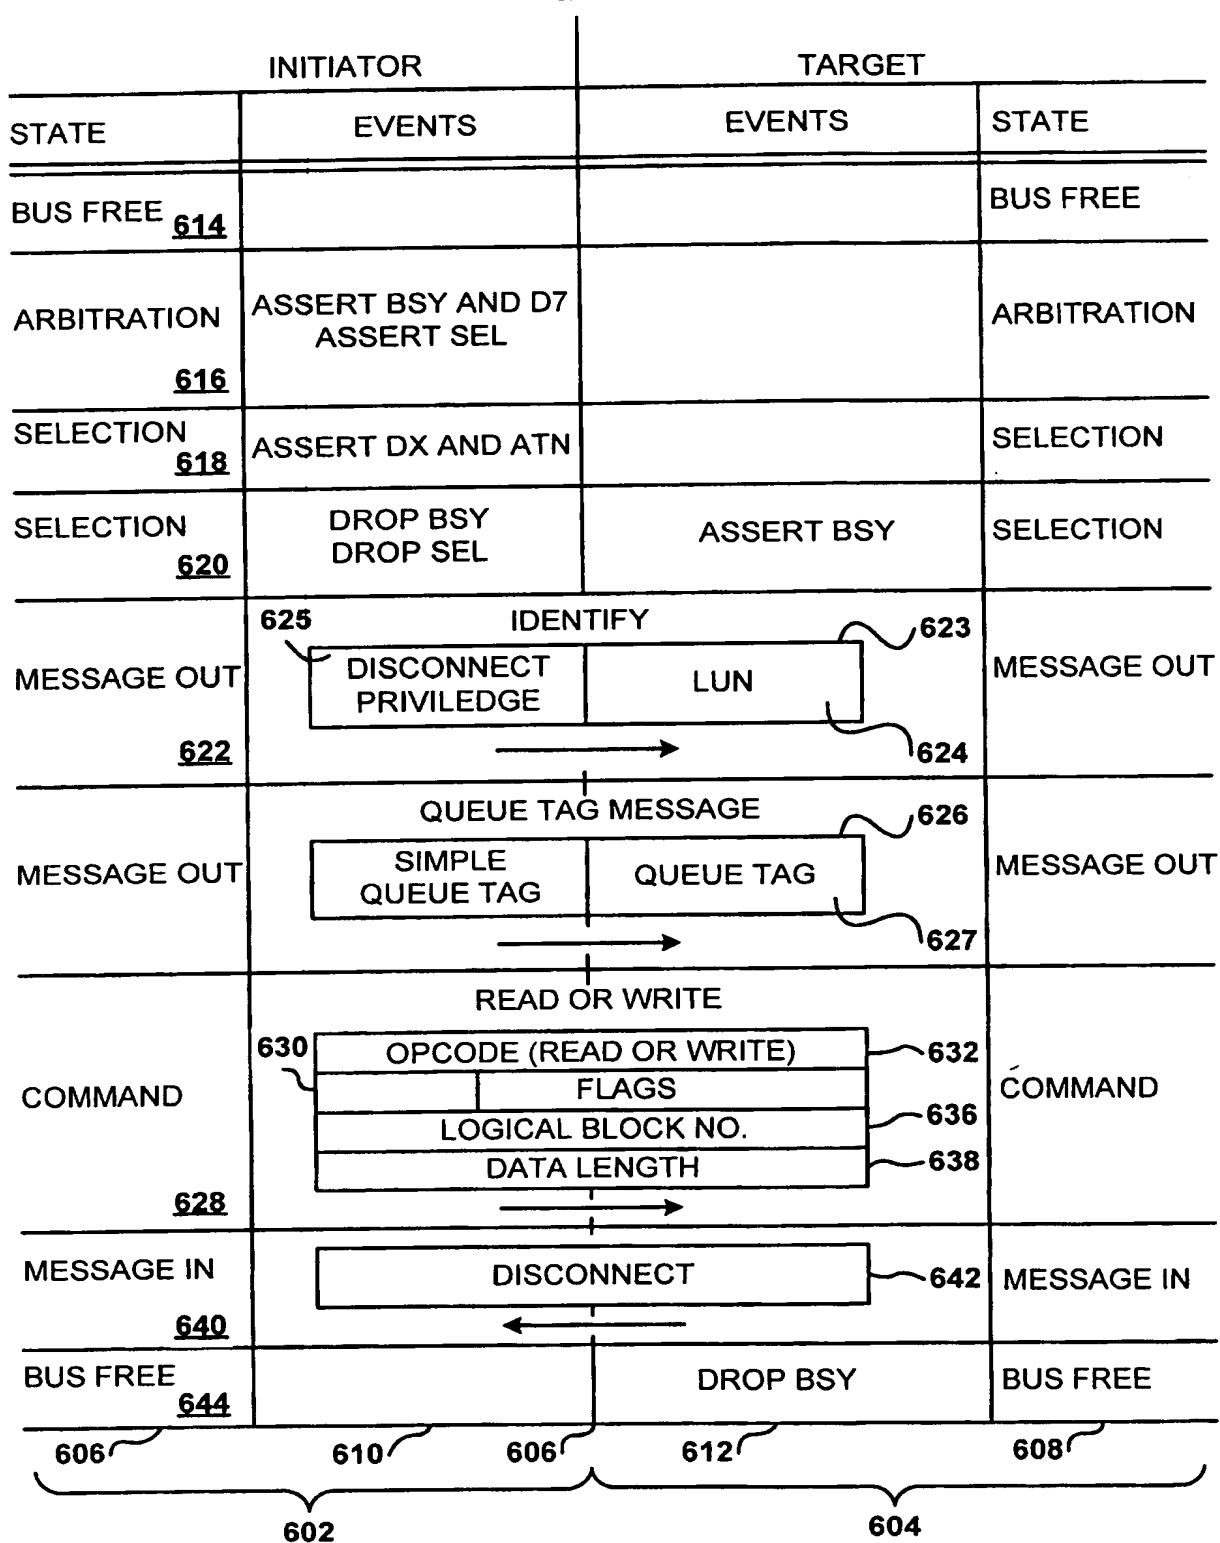 INITIATOR TARGET
STATE EVENTS EVENTS STATE
BUS FREE 614 BUS FREE
ARBITRATION ASSERT BSY AND D7 ARBITRATION
ASSERT SEL
616
SELECTION ASSERT DX AND ATN SELECTION
618
SELECTION DROP BSY ASSERT BSY SELECTION
DROP SEL
620
625 IDENTIFY 623
MESSAGE OUT DISCONNECT LUN MESSAGE OUT
PRIVILEDGE
622 624
QUEUE TAG MESSAGE 626
MESSAGE OUT SIMPLE QUEUE TAG MESSAGE OUT
QUEUE TAG
627
READ OR WRITE
630 OPCODE (READ OR WRITE) 632
COMMAND FLAGS COMMAND
LOGICAL BLOCK NO. 636
DATA LENGTH 638
628
MESSAGE IN DISCONNECT 642 MESSAGE IN
640
BUS FREE DROP BSY BUS FREE
644
606 610 606 612 608
602 604